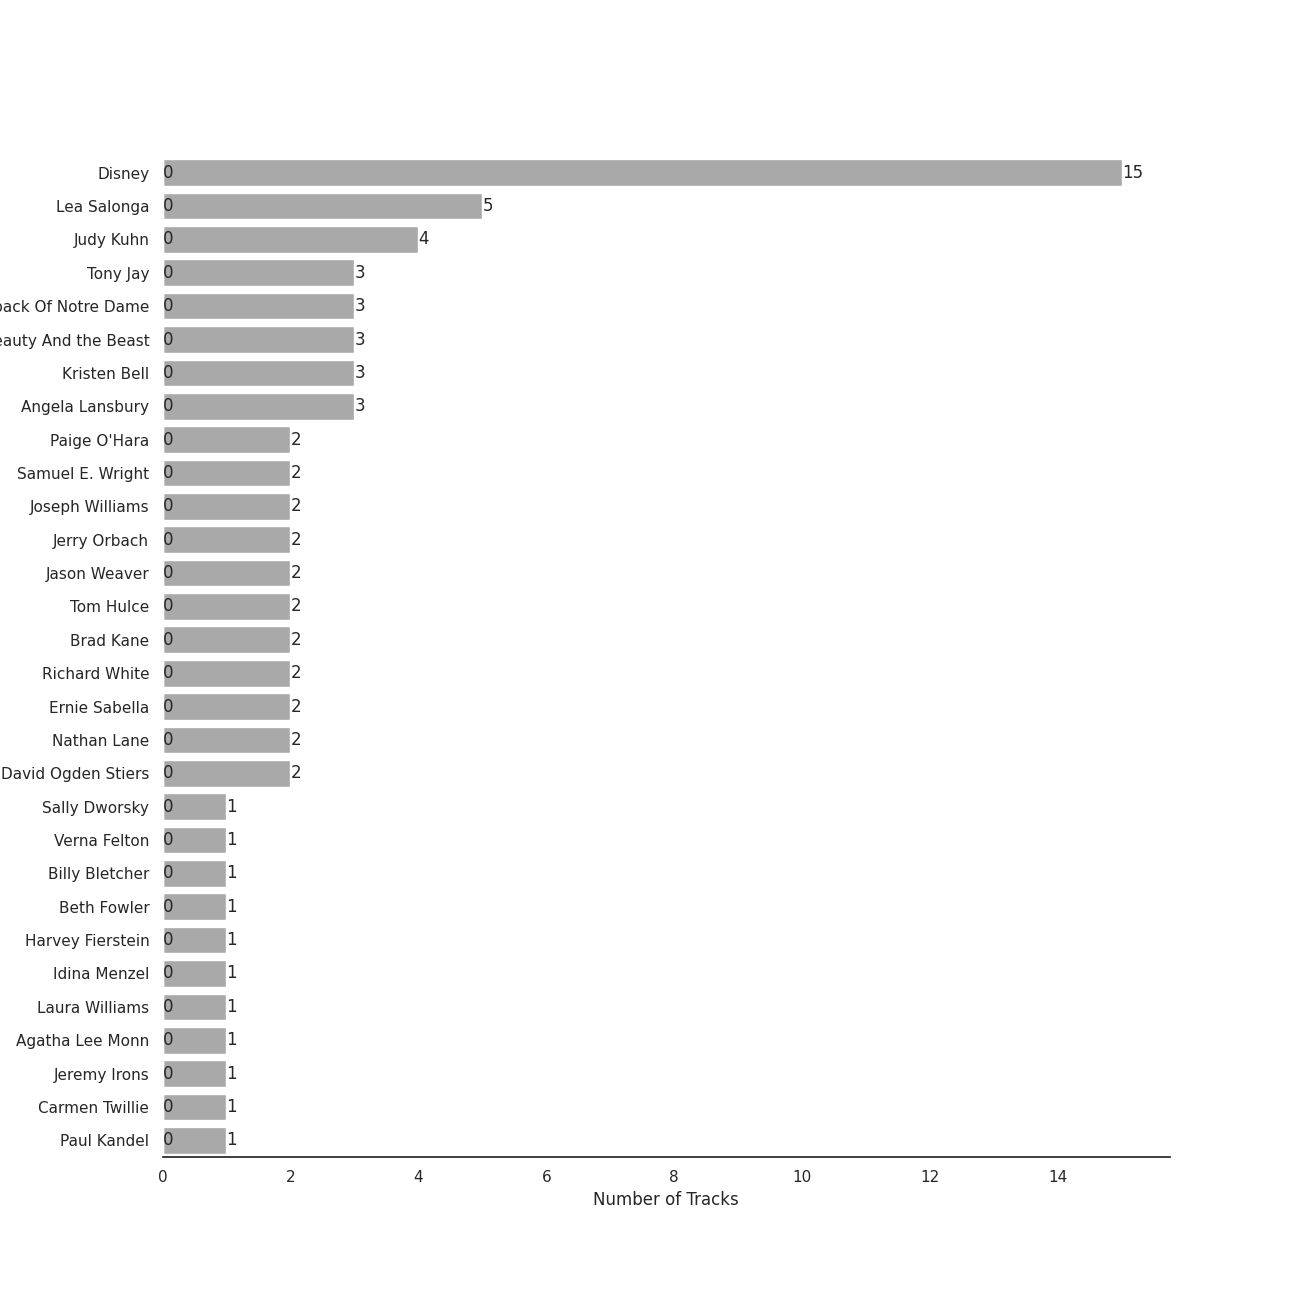 Disney 0 15
Lea Salonga 0 5
Judy Kuhn 0 4
Tony Jay 0 3
Of Notre Dame 0 3
And the Beast 0 3
Kristen Bell 0 3
Angela Lansbury 0 3
Paige O'Hara 0 2
Samuel E. Wright 0 2
Joseph Williams 0 2
Jerry Orbach 0 2
Jason Weaver 0 2
Tom Hulce 0 2
Brad Kane 0 2
Richard White 0 2
Ernie Sabella 0 2
Nathan Lane 0 2
David Ogden Stiers 0 2
Sally Dworsky 0 1
Verna Felton 0 1
Billy Bletcher 0 1
Beth Fowler 0 1
Harvey Fierstein 0 1
Idina Menzel 0 1
Laura Williams 0 1
Agatha Lee Monn 0 1
Jeremy Irons 0 1
Carmen Twillie 0 1
Paul Kandel 0 1
0 2 4 6 8 10 12 14
Number of Tracks